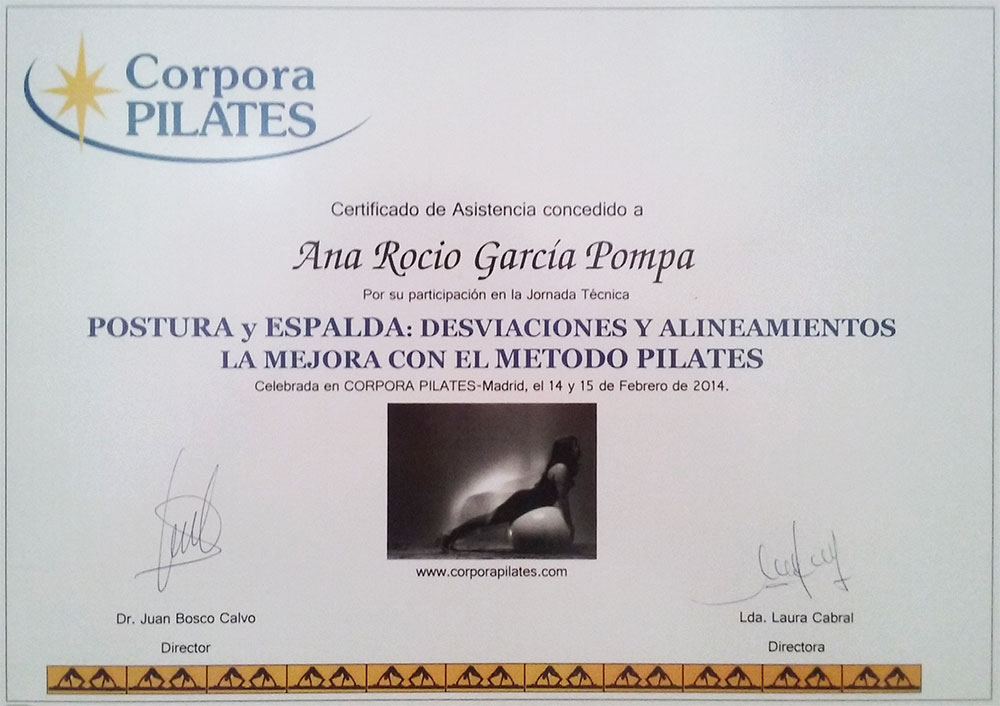 Corpora
PILATES
Certificado de Asistencia concedido a
Ana Rocio García Pompa
Por su participación en la Jornada Técnica
POSTURA y ESPALDA: DESVIACIONES Y ALINEAMIENTOS
LA MEJORA CON EL METODO PILATES
Celebrada en CORPORA PILATES-Madrid, el 14 y 15 de Febrero de 2014.
www.corporapilates.com
Dr. Juan Bosco Calvo
Director
Lda. Laura Cabral
Directora